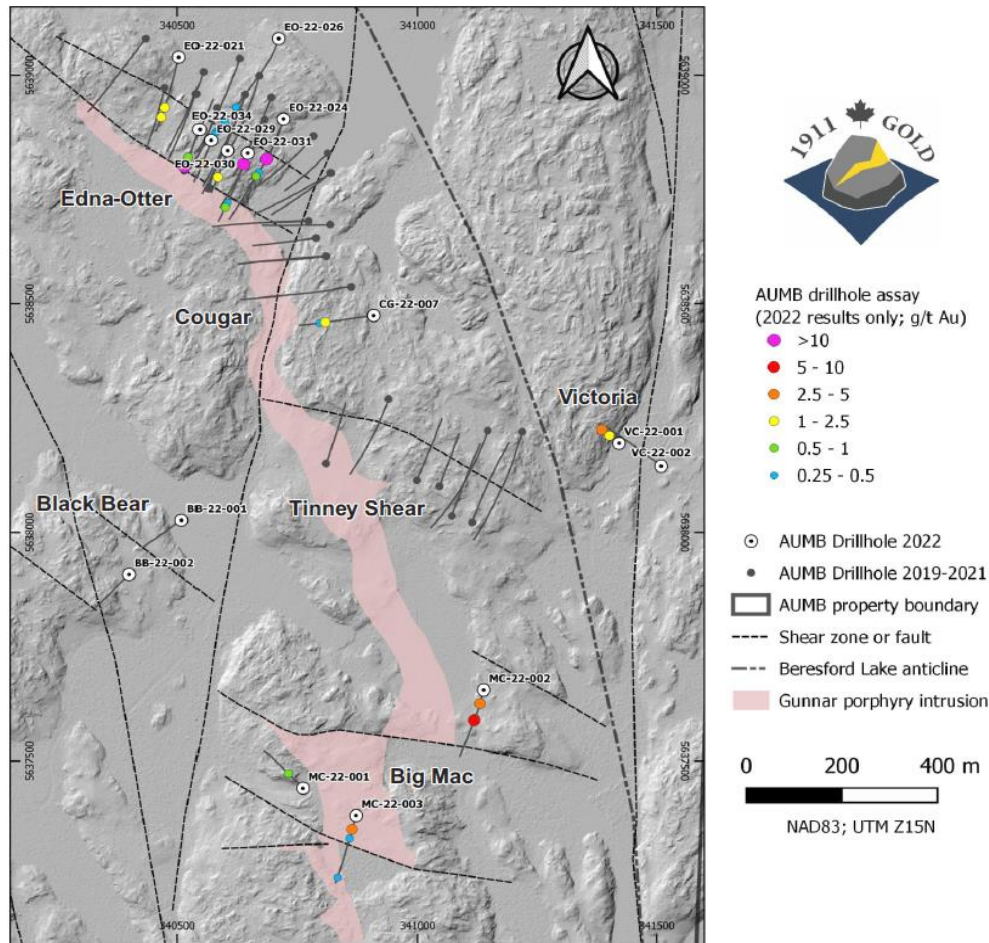 340500
341000
341500
EO-22-026
EO-22-021
5639000
5639000
EO-22-024
EO-22-034
EO-22-029
EO-22-031
EO-22-030
Edna-Otter
1911 GOLD
5638500
5638500
Cougar
CG-22-007
AUMB drillhole assay
(2022 results only; g/t Au)
>10
5 - 10
2.5 - 5
1 - 2.5
0.5 - 1
0.25 - 0.5
Victoria
VC-22-001
VC-22-002
Black Bear
BB-22-001
Tinney Shear
5638000
5638000
BB-22-002
AUMB Drillhole 2022
AUMB Drillhole 2019-2021
AUMB property boundary
Shear zone or fault
Beresford Lake anticline
Gunnar porphyry intrusion
MC-22-002
5637500
5637500
Big Mac
MC-22-001
MC-22-003
0 200 400 m
NAD83; UTM Z15N
340500
341000
341500